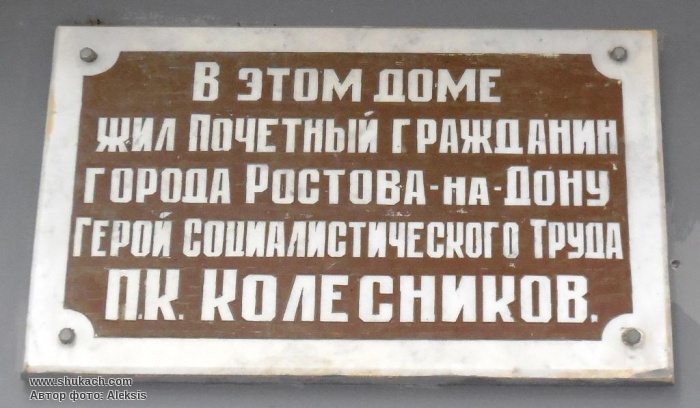 В ЭТОМ ДОМЕ
ЖИЛ ПОЧЕТНЫЙ ГРАЖДАНИН
ГОРОДА РОСТОВА-НА-ДОНУ
ГЕРОЙ СОЦИАЛИСТИЧЕСКОГО ТРУДА
П.К. КОЛЕСНИКОВ.
www.shukach.com
Автор фото: Aleksis